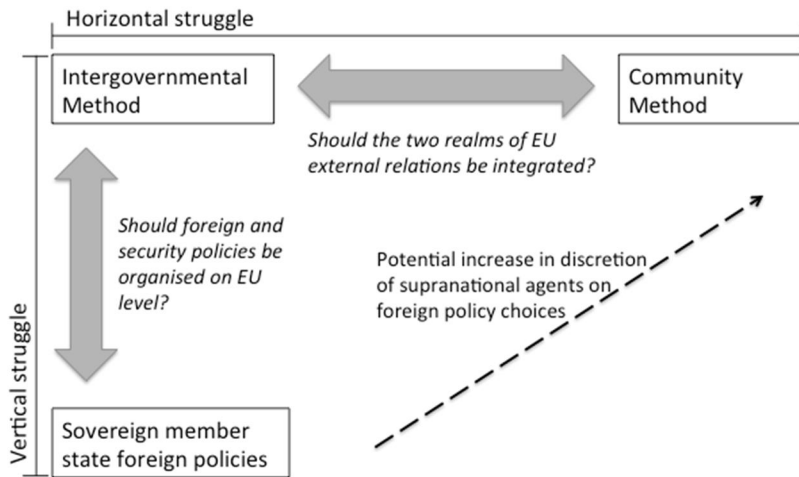 Horizontal struggle
Intergovernmental
Method
Community
Method
Should the two realms of EU
external relations be integrated?
Should foreign and
security policies be
organised on EU
level?
Potential increase in discretion
of supranational agents on
foreign policy choices
Vertical struggle
Sovereign member
state foreign policies